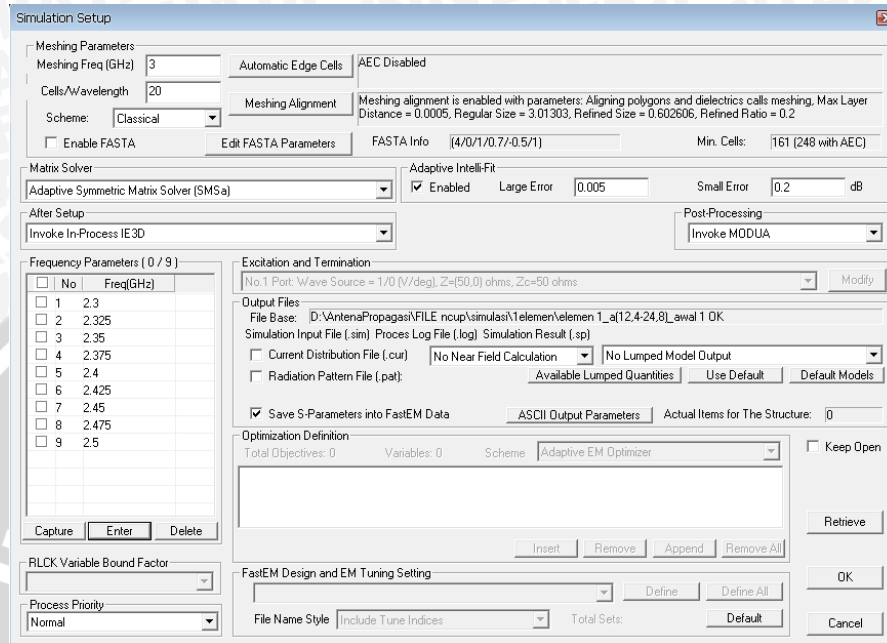 Simulation Setup
Meshing Parameters
Meshing Freq (GHz) 3 Automatic Edge Cells AEC Disabled
Cells/Wavelength 20 Meshing Alignment Meshing alignment is enabled with parameters: Aligning polygons and dielectrics calls meshing, Max Layer
Distance = 0.0005, Regular Size = 3.01303, Refined Size = 0.602606, Refined Ratio = 0.2
Scheme: Classical
Enable FASTA Edit FASTA Parameters FASTA Info (4/0/1/0.7/-0.5/1) Min. Cells: 161 (248 with AEC)
Matrix Solver Adaptive Intelli-Fit
Adaptive Symmetric Matrix Solver (SMSa) Enabled Large Error 0.005 Small Error 0.2 dB
After Setup Post-Processing
Invoke In-Process IE3D Invoke MODUA
Frequency Parameters ( 0 / 9 )
No Freq(GHz)
1 2.3
2 2.325
3 2.35
4 2.375
5 2.4
6 2.425
7 2.45
8 2.475
9 2.5
Capture Enter Delete
RLCK Variable Bound Factor
Process Priority
Normal
Excitation and Termination
No.1 Port: Wave Source = 1/0 (V/deg), Z=(50,0) ohms, Zc=50 ohms Modify
Output Files
File Base: D:\AntenaPropagasi\FILE ncup\simulasi\1elemen\elemen 1_a(12,4-24,8)_awal 1 OK
Simulation Input File (.sim) Proces Log File (.log) Simulation Result (.sp)
Current Distribution File (.cur) No Near Field Calculation No Lumped Model Output
Radiation Pattern File (.pat): Available Lumped Quantities Use Default Default Models
Save S-Parameters into FastEM Data ASCII Output Parameters Actual Items for The Structure: 0
Optimization Definition
Total Objectives: 0 Variables: 0 Scheme Adaptive EM Optimizer
Insert Remove Append Remove All
FastEM Design and EM Tuning Setting
Define Define All
File Name Style Include Tune Indices Total Sets: Default
Keep Open
Retrieve
OK
Cancel